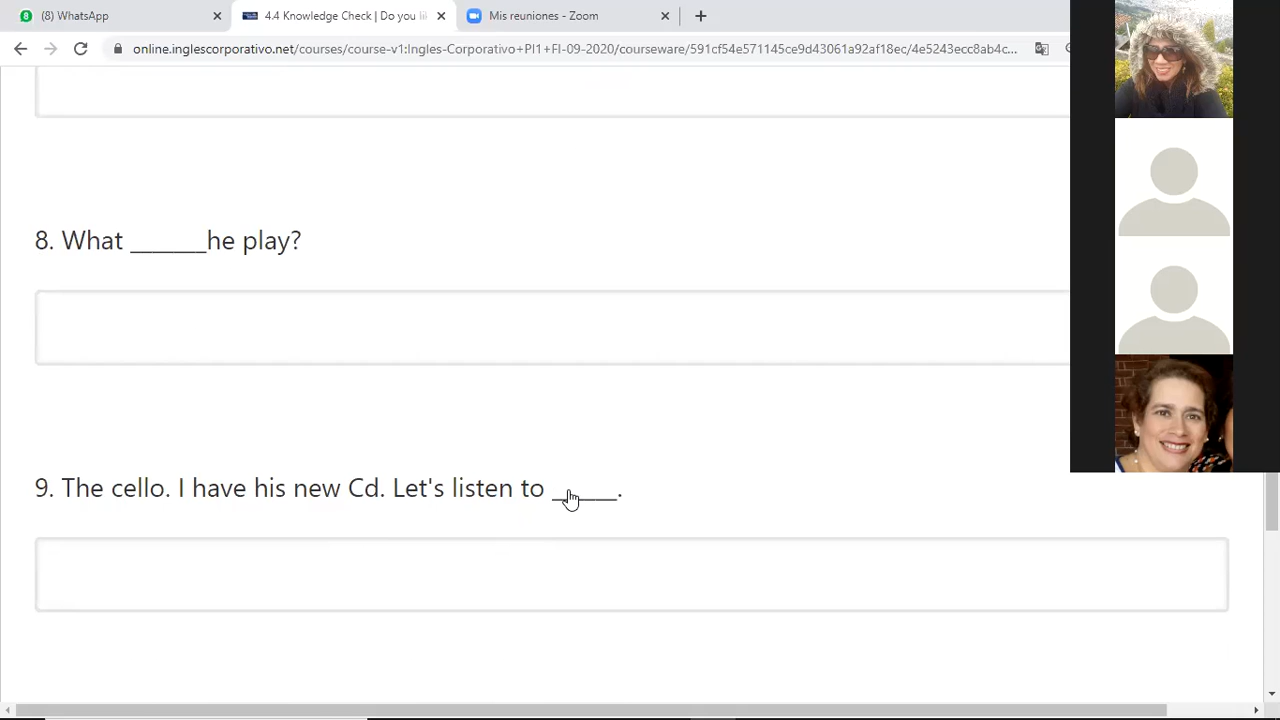 (8) WhatsApp
4.4 Knowledge Check | Do you li
Mis reuniones - Zoom
online.inglescorporativo.net/courses/course-v1:Ingles-Corporativo+PI1+FI-09-2020/courseware/591cf54e571145ce9d43061a92af18ec/4e5243ecc8ab4c...
8. What _______he play?
9. The cello. I have his new Cd. Let's listen to ______.